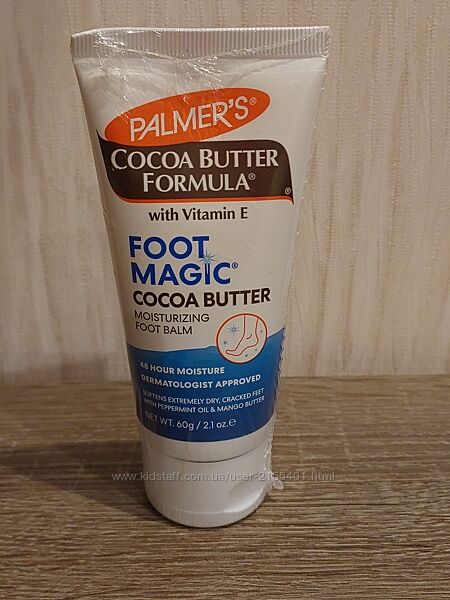 PALMER'S®
COCOA BUTTER
FORMULA®
with Vitamin E
FOOT
MAGIC®
COCOA BUTTER
MOISTURIZING
FOOT BALM
48 HOUR MOISTURE
DERMATOLOGIST APPROVED
SOFTENS EXTREMELY DRY, CRACKED FEET
WITH PEPPERMINT OIL & MANGO BUTTER
NET WT. 60g / 2.1 oz. e
www.kidstaff.com.ua/user-2155401.html